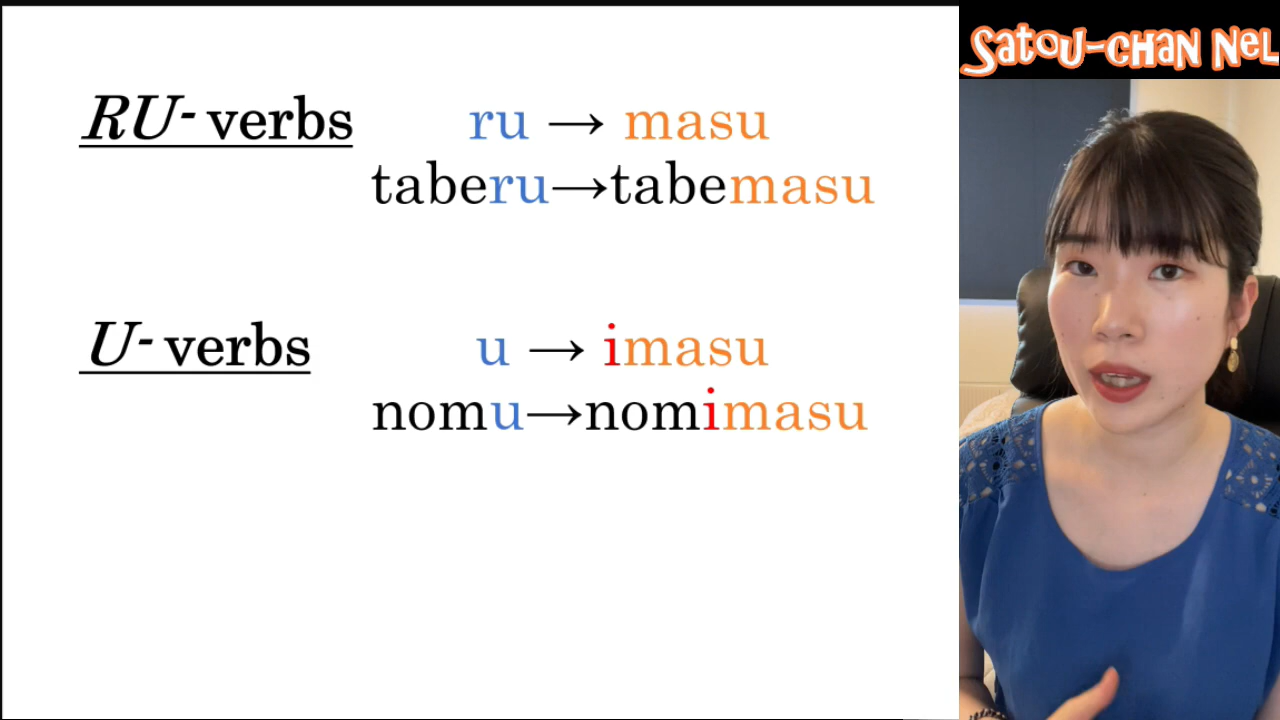 RU- verbs ru → masu
taberu→tabemasu
U- verbs u → imasu
nomu→nomimasu
Satou-chan Nel